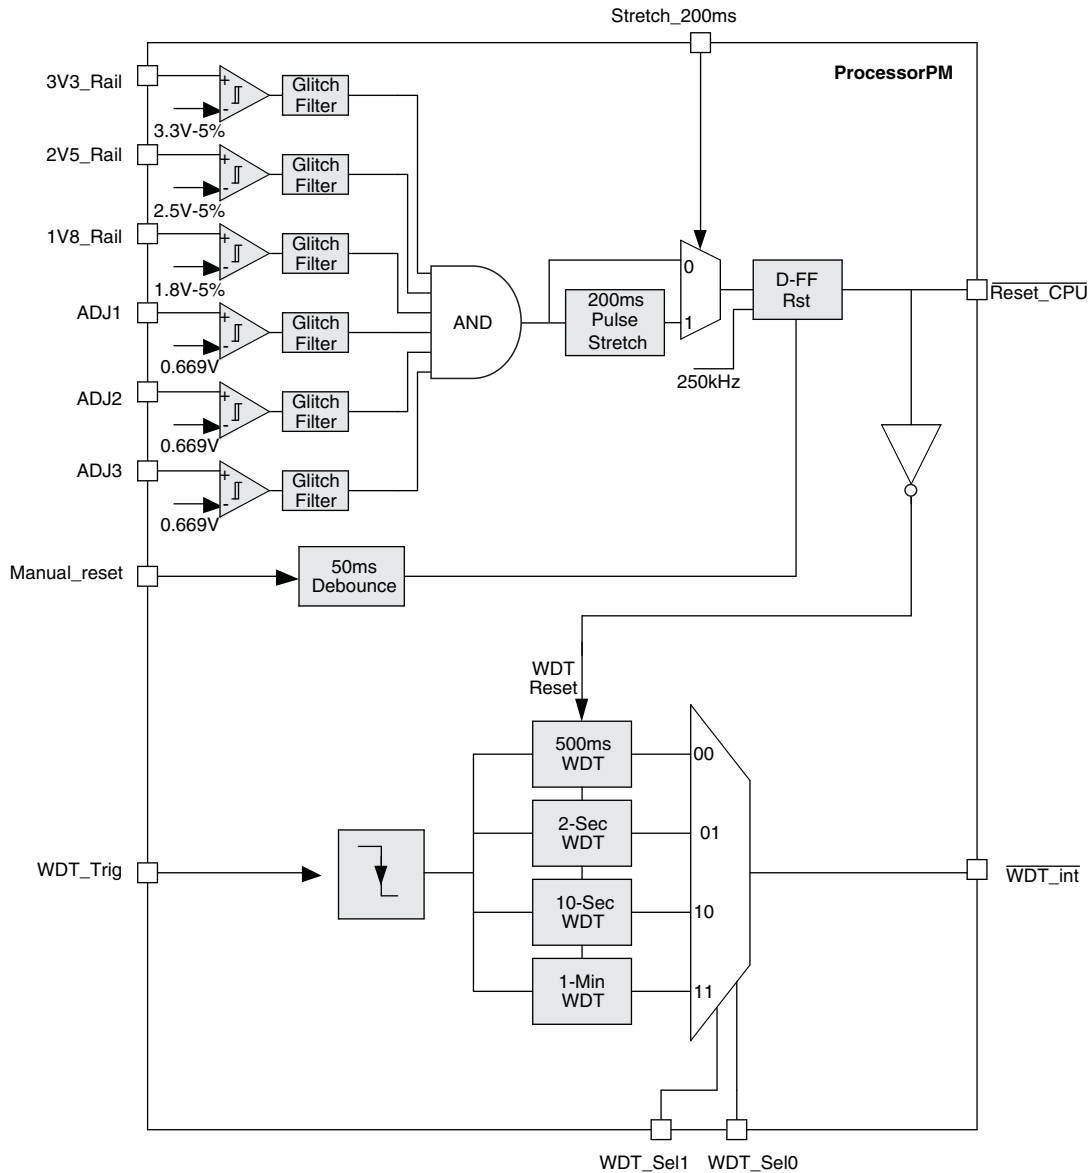 Stretch_200ms
ProcessorPM
3V3_Rail
+
-
Glitch
Filter
3.3V-5%
2V5_Rail
+
-
Glitch
Filter
2.5V-5%
1V8_Rail
+
-
Glitch
Filter
1.8V-5%
ADJ1
+
-
Glitch
Filter
0.669V
ADJ2
+
-
Glitch
Filter
0.669V
ADJ3
+
-
Glitch
Filter
0.669V
AND
200ms
Pulse
Stretch
0
1
D-FF
Rst
250kHz
Reset_CPU
Manual_reset
50ms
Debounce
WDT
Reset
500ms
WDT
00
2-Sec
WDT
01
10-Sec
WDT
10
1-Min
WDT
11
WDT_Trig
WDT_int
WDT_Sel1
WDT_Sel0